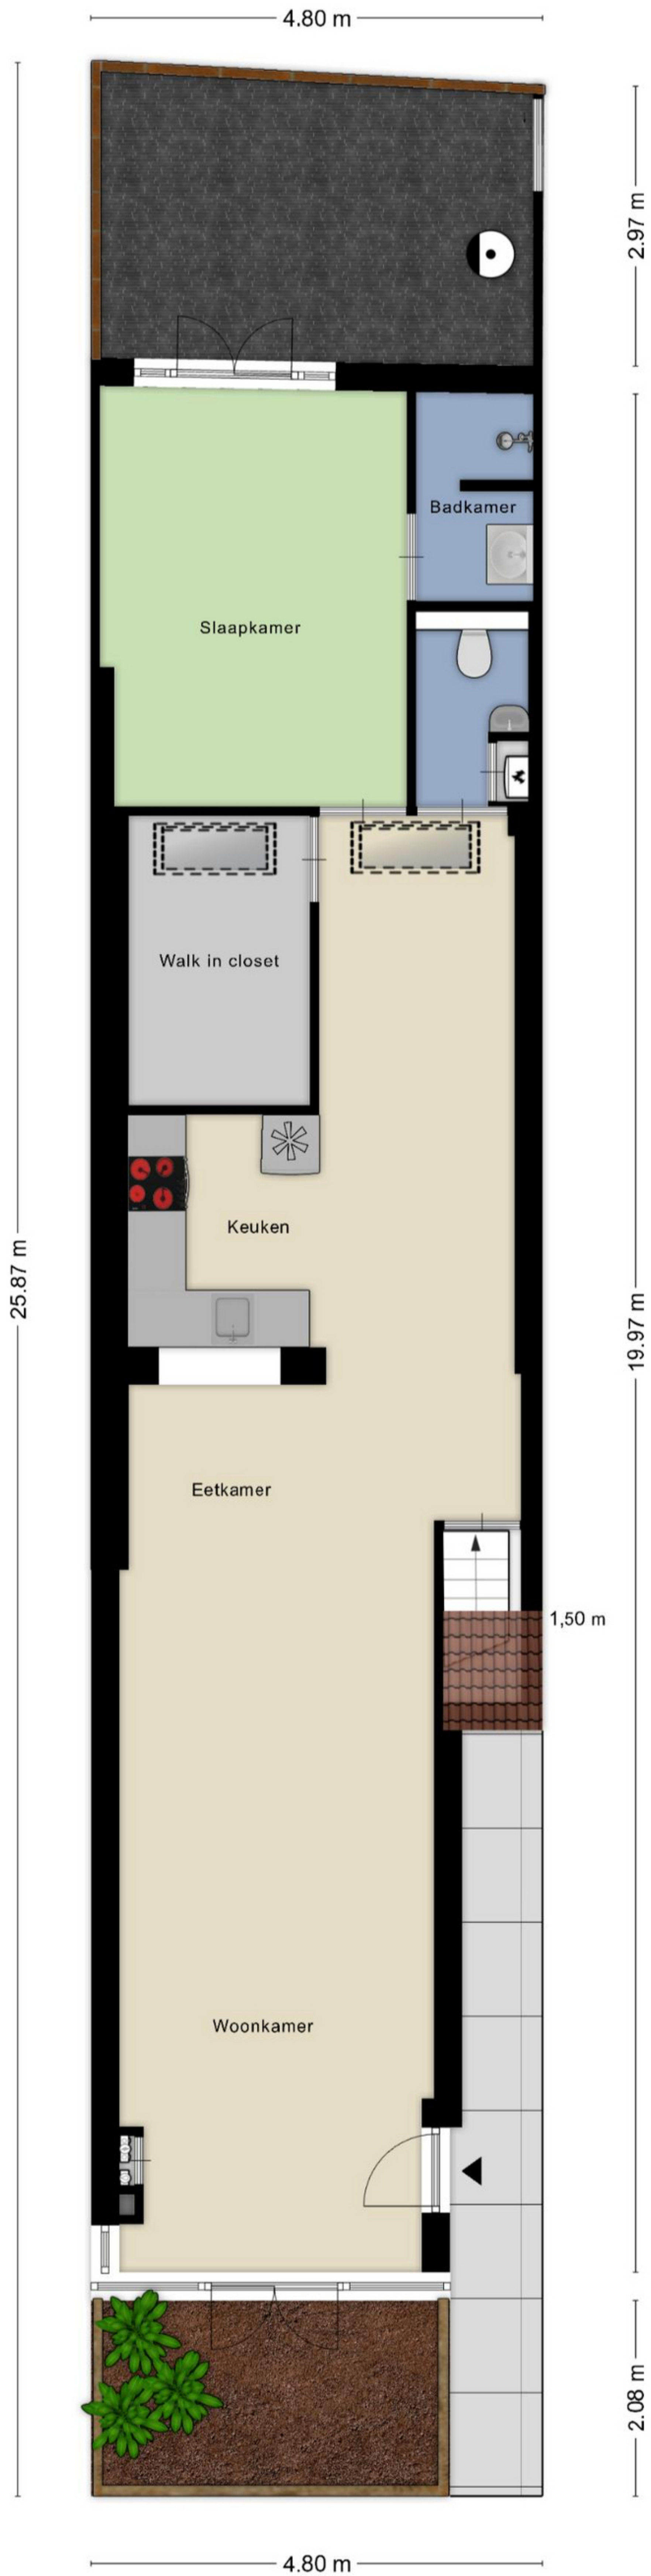 4.80 m
2.97 m
Badkamer
Slaapkamer
Walk in closet
Keuken
25.87 m
19.97 m
Eetkamer
1,50 m
Woonkamer
2.08 m
4.80 m